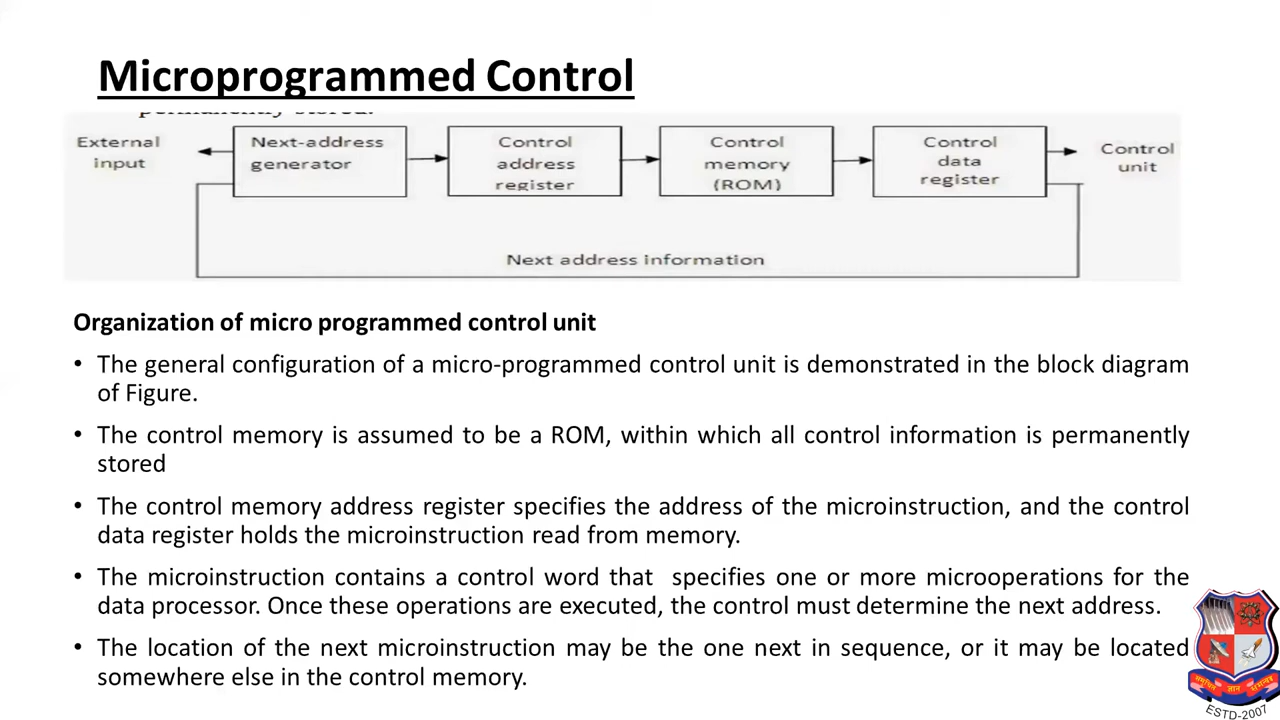 Microprogrammed Control
permanently stored.
External input
Next-address generator
Control address register
Control memory (ROM)
Control data register
Control unit
Next address information
Organization of micro programmed control unit
• The general configuration of a micro-programmed control unit is demonstrated in the block diagram
of Figure.
• The control memory is assumed to be a ROM, within which all control information is permanently
stored
• The control memory address register specifies the address of the microinstruction, and the control
data register holds the microinstruction read from memory.
• The microinstruction contains a control word that specifies one or more microoperations for the
data processor. Once these operations are executed, the control must determine the next address.
• The location of the next microinstruction may be the one next in sequence, or it may be located
somewhere else in the control memory.
ESTD-2007